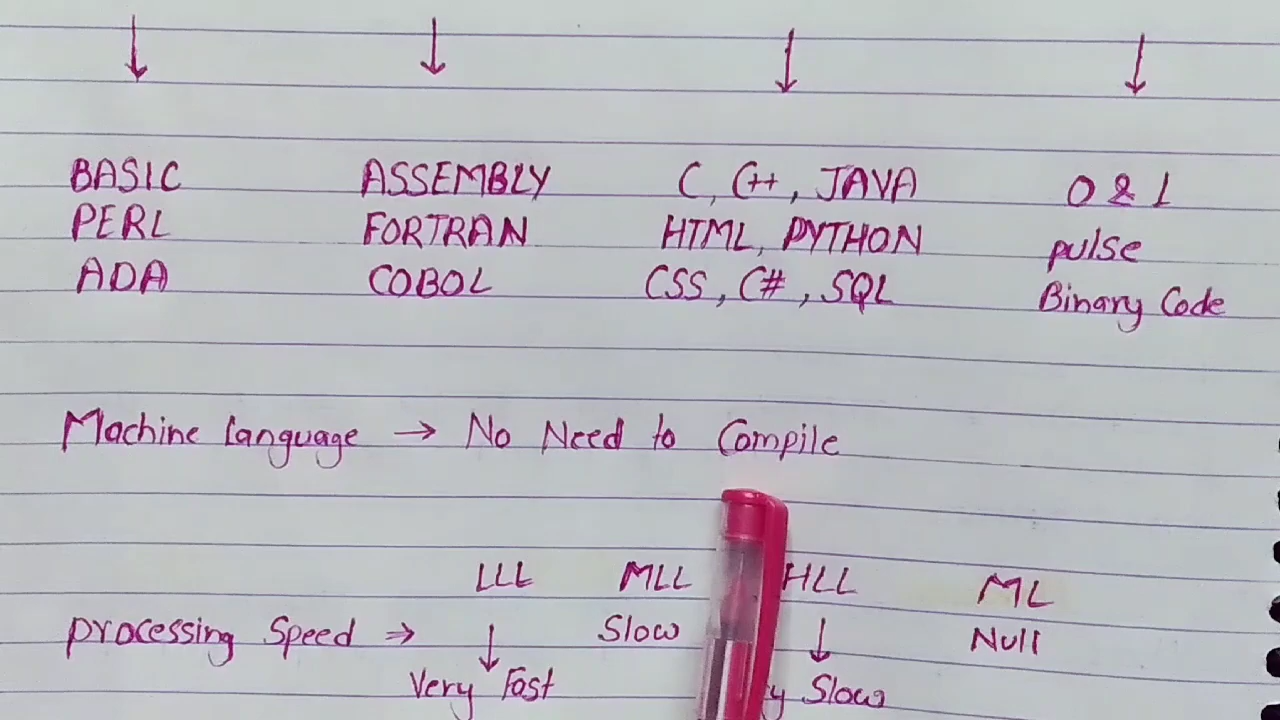 BASIC ASSEMBLY C, C++, JAVA 0 & 1
PERL FORTRAN HTML, PYTHON pulse
ADA COBOL CSS, C#, SQL Binary Code
Machine Language → No Need to Compile
LLL MLL HLL ML
processing Speed ⇒ Slow Null
Very Fast Slow